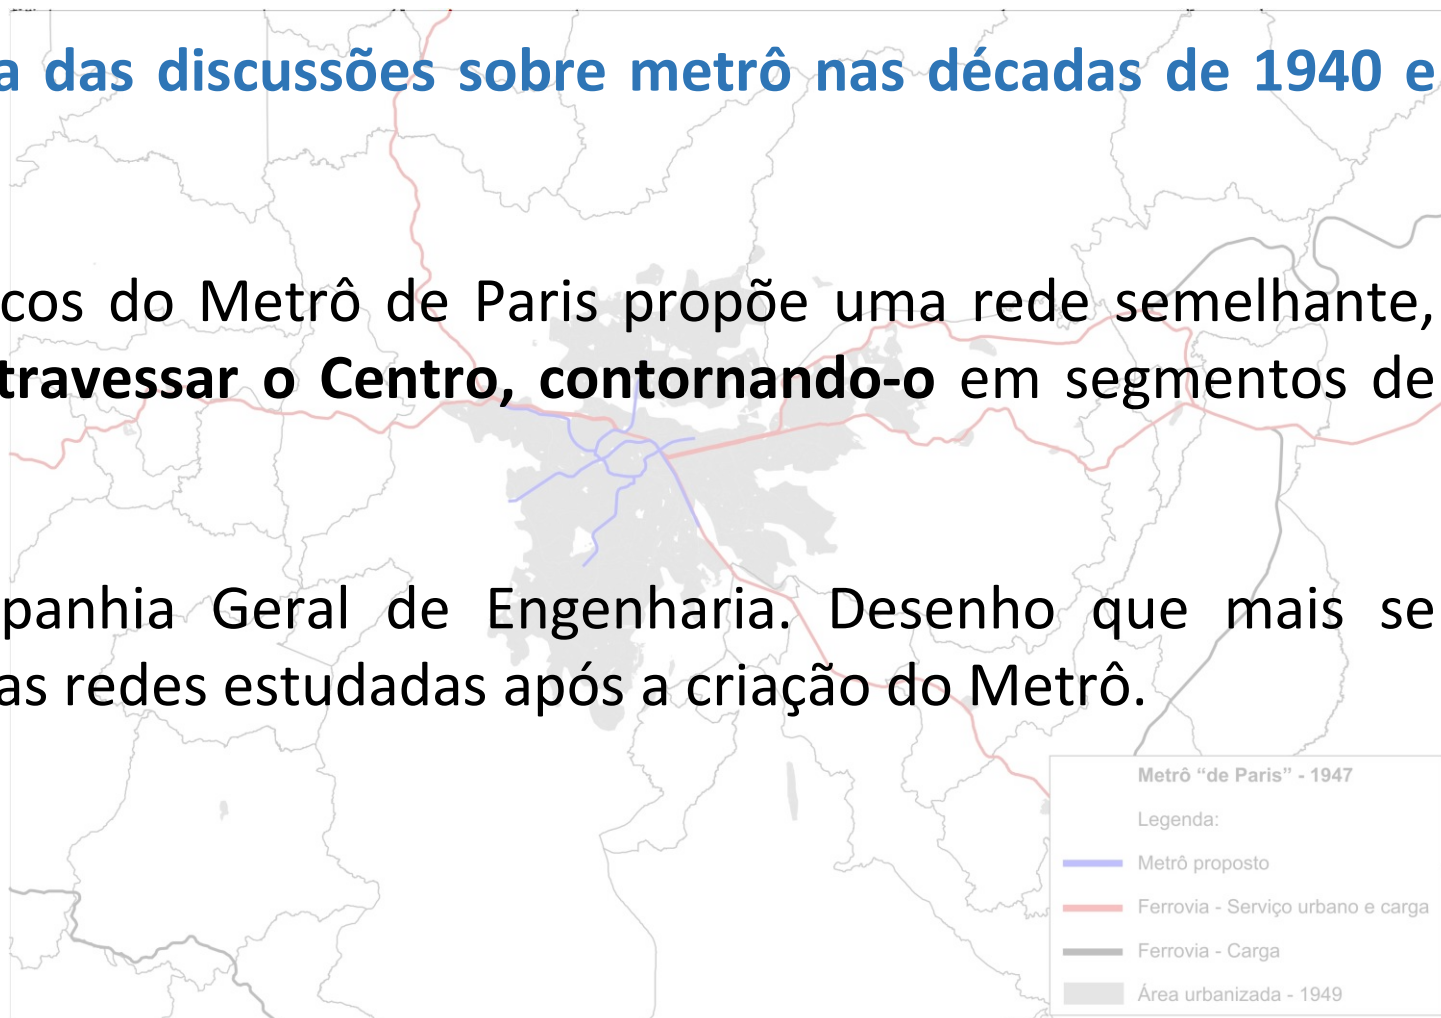 a das discussões sobre metrô nas décadas de 1940 e
cos do Metrô de Paris propõe uma rede semelhante,
travessar o Centro, contornando-o em segmentos de
panhia Geral de Engenharia. Desenho que mais se
as redes estudadas após a criação do Metrô.
Metrô “de Paris” - 1947
Legenda:
Metrô proposto
Ferrovia - Serviço urbano e carga
Ferrovia - Carga
Área urbanizada - 1949